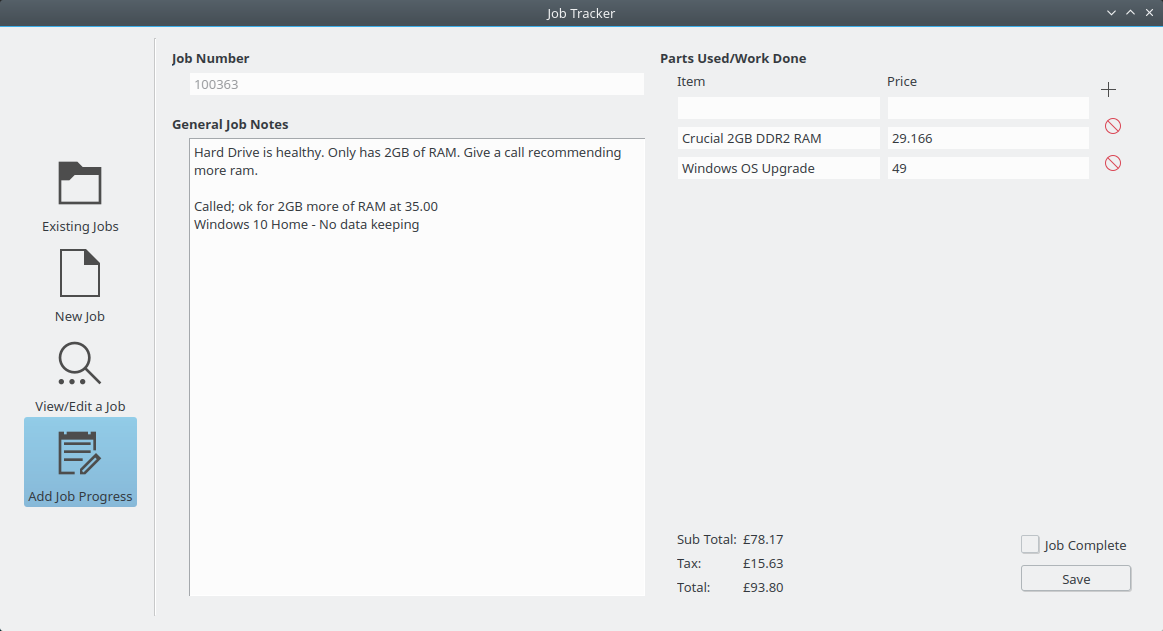 Job Tracker
Existing Jobs
New Job
View/Edit a Job
Add Job Progress
Job Number
100363
General Job Notes
Hard Drive is healthy. Only has 2GB of RAM. Give a call recommending
more ram.
Called; ok for 2GB more of RAM at 35.00
Windows 10 Home - No data keeping
Parts Used/Work Done
Item Price
Crucial 2GB DDR2 RAM 29.166
Windows OS Upgrade 49
Sub Total: £78.17
Tax: £15.63
Total: £93.80
Job Complete
Save